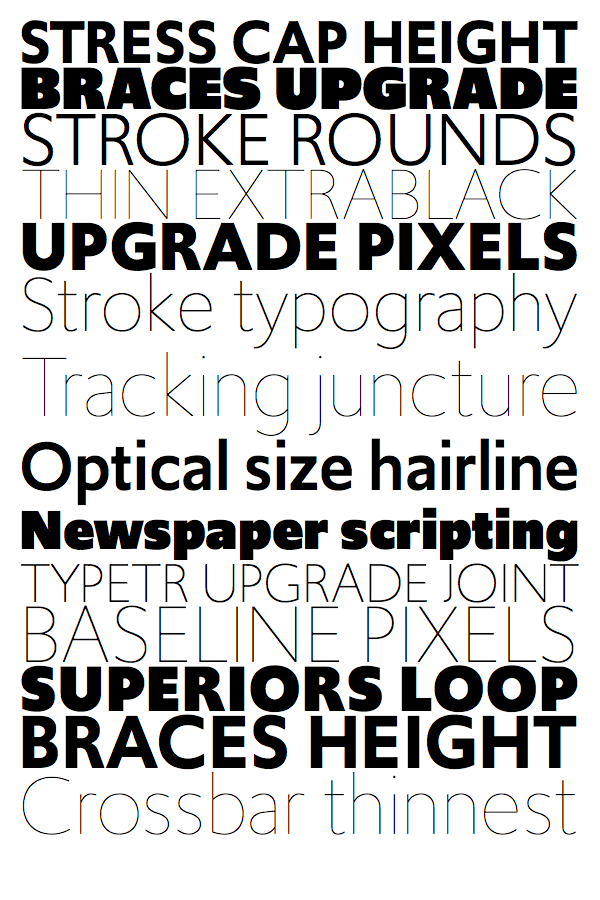 STRESS CAP HEIGHT
BRACES UPGRADE
STROKE ROUNDS
THIN EXTRABLACK
UPGRADE PIXELS
Stroke typography
Tracking juncture
Optical size hairline
Newspaper scripting
TYPETR UPGRADE JOINT
BASELINE PIXELS
SUPERIORS LOOP
BRACES HEIGHT
Crossbar thinnest